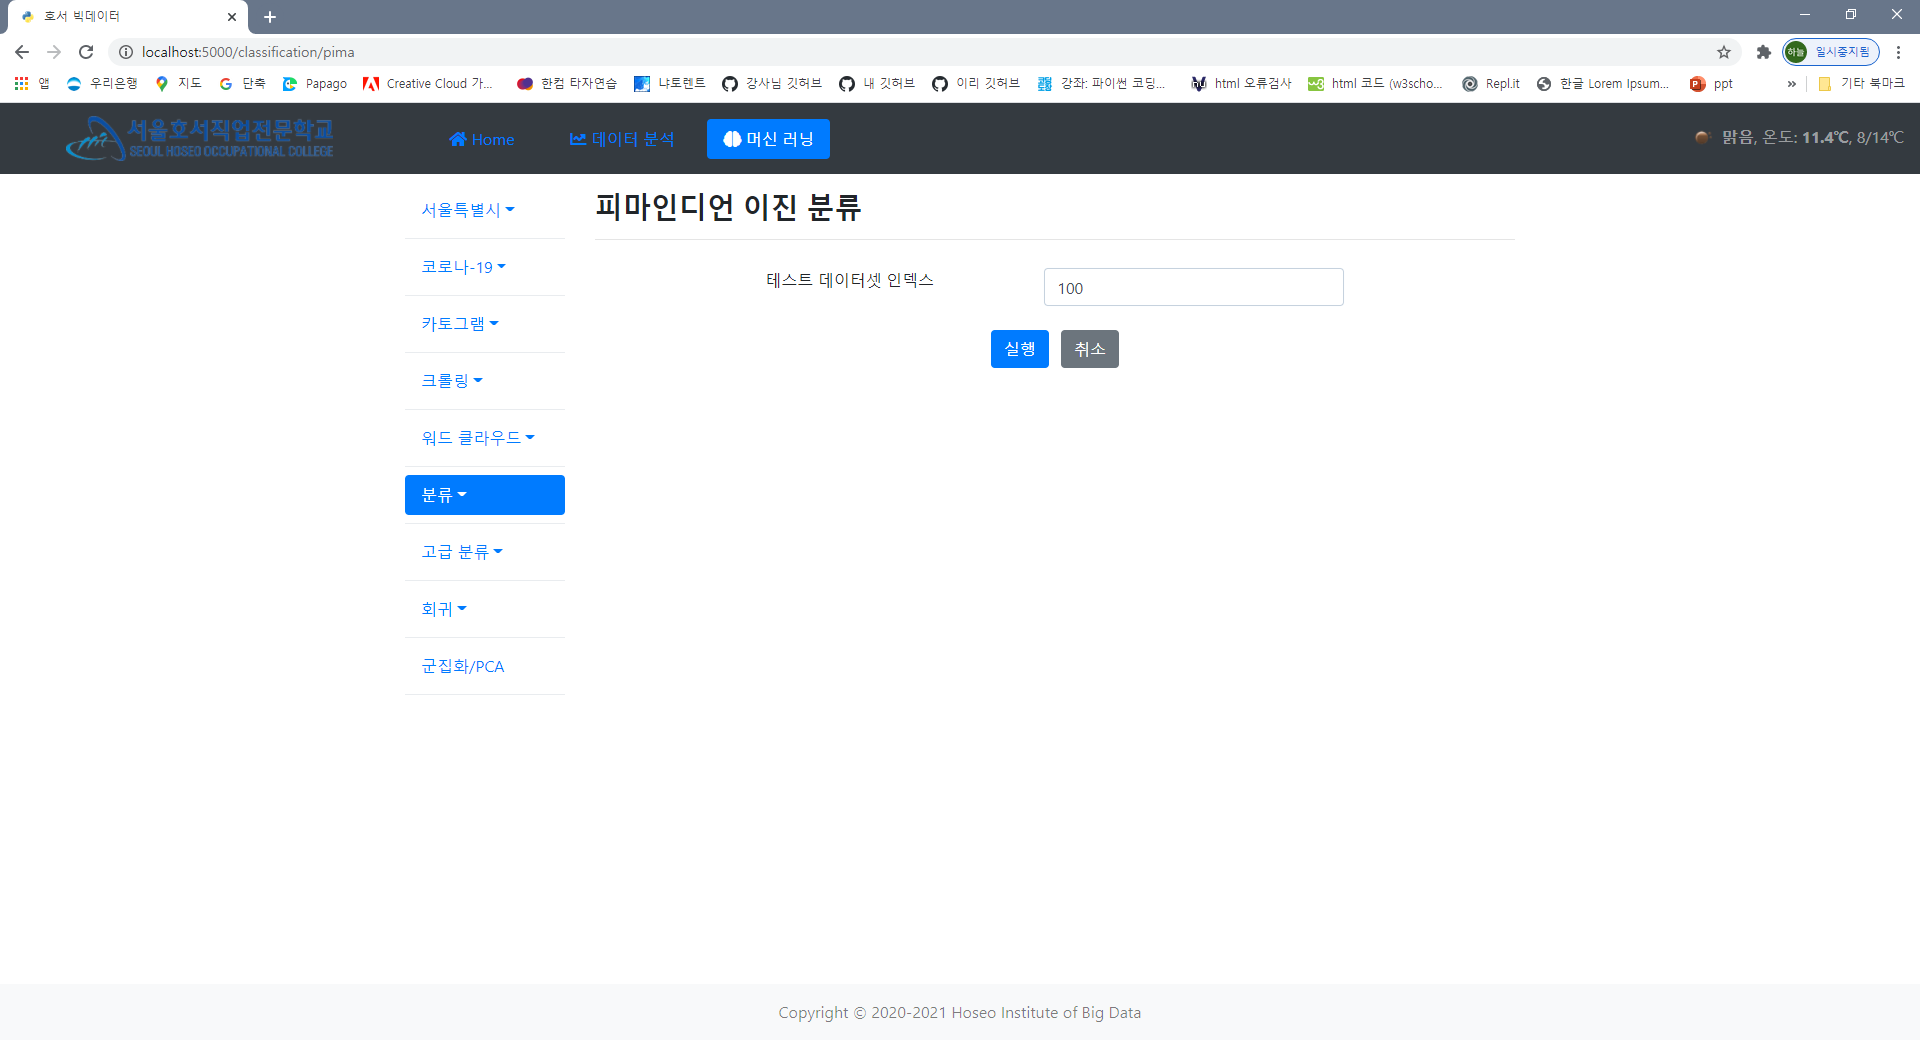 호서 빅데이터
localhost:5000/classification/pima
일시중지됨
하늘
앱 우리은행 지도 단축 Papago Creative Cloud 가... 한컴 타자연습 냐토렌트 강사님 깃허브 내 깃허브 이리 깃허브 강좌: 파이썬 코딩... html 오류검사 html 코드 (w3scho... Repl.it 한글 Lorem Ipsum... ppt » 기타 북마크
서울호서직업전문학교
SEOUL HOSEO OCCUPATIONAL COLLEGE
Home 데이터 분석 머신 러닝
맑음, 온도: 11.4℃, 8/14℃
서울특별시
코로나-19
카토그램
크롤링
워드 클라우드
분류
고급 분류
회귀
군집화/PCA
피마인디언 이진 분류
테스트 데이터셋 인덱스 100
실행 취소
Copyright © 2020-2021 Hoseo Institute of Big Data